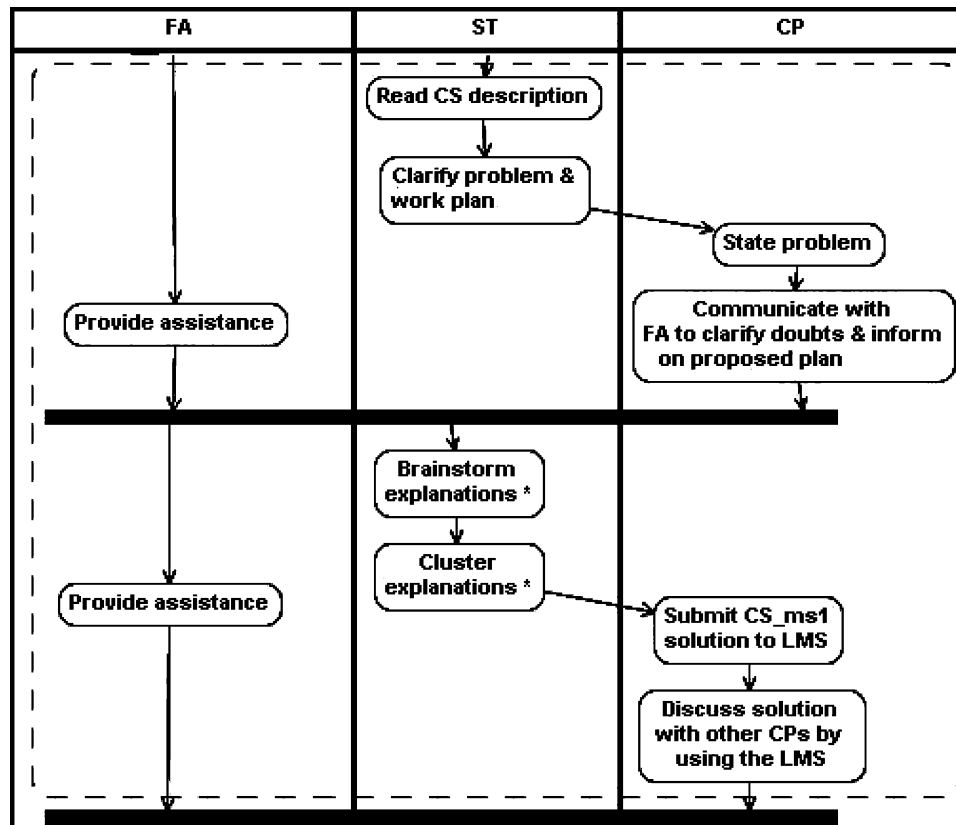 FA
ST
CP
Read CS description
Clarify problem &
work plan
State problem
Provide assistance
Communicate with
FA to clarify doubts & inform
on proposed plan
Brainstorm
explanations *
Cluster
explanations *
Provide assistance
Submit CS_ms1
solution to LMS
Discuss solution
with other CPs by
using the LMS